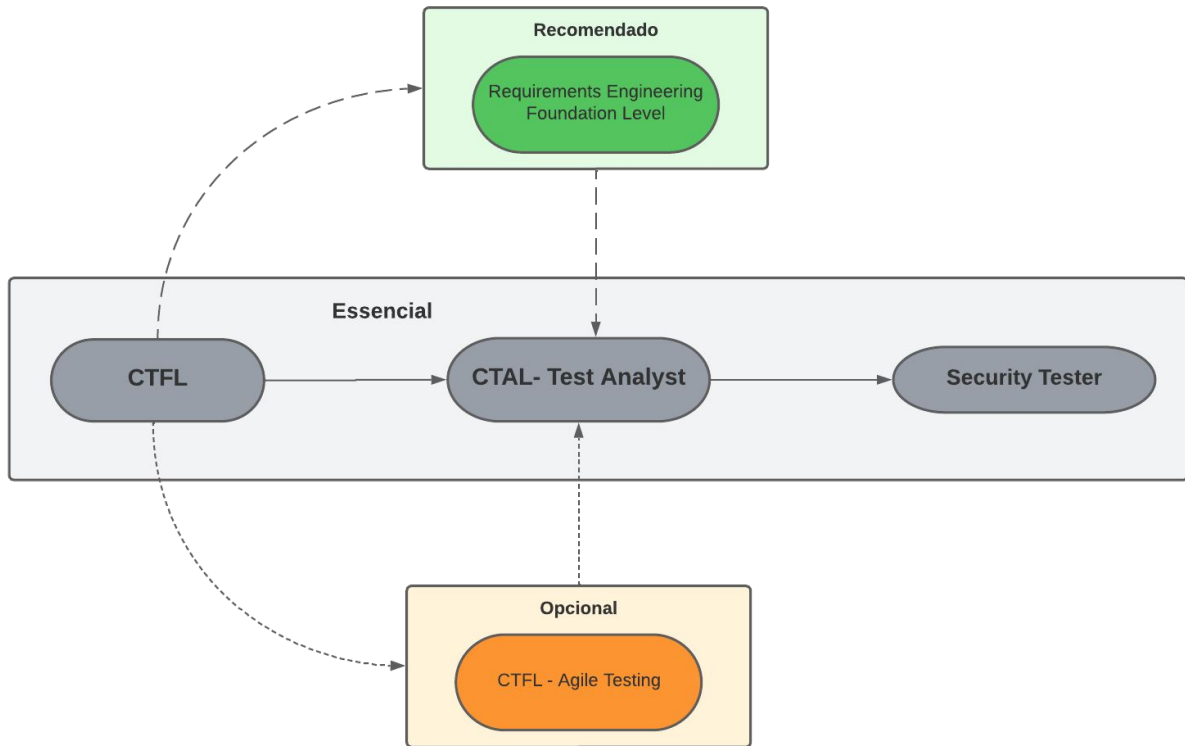 Recomendado
Requirements Engineering
Foundation Level
Essencial
CTFL
CTAL- Test Analyst
Security Tester
Opcional
CTFL - Agile Testing